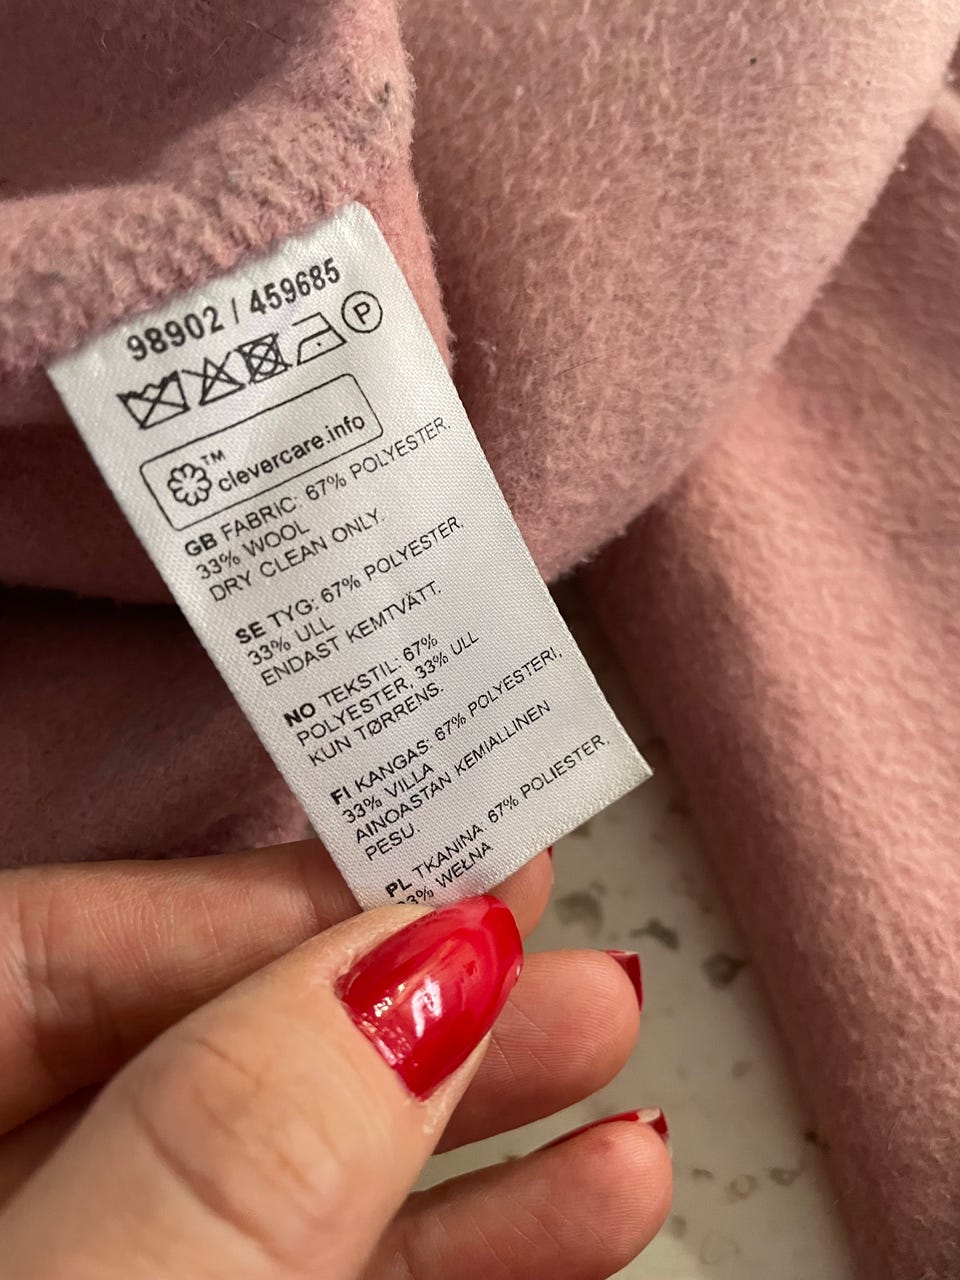 98902 / 459685
P
TM
clevercare.info
GB FABRIC: 67% POLYESTER,
33% WOOL
DRY CLEAN ONLY.
SE TYG: 67% POLYESTER,
33% ULL
ENDAST KEMTVÄTT.
NO TEKSTIL: 67%
POLYESTER, 33% ULL
KUN TØRRENS.
FI KANGAS: 67% POLYESTERI,
33% VILLA
AINOASTAN KEMIALLINEN
PESU.
PL TKANINA: 67% POLIESTER,
33% WEŁNA